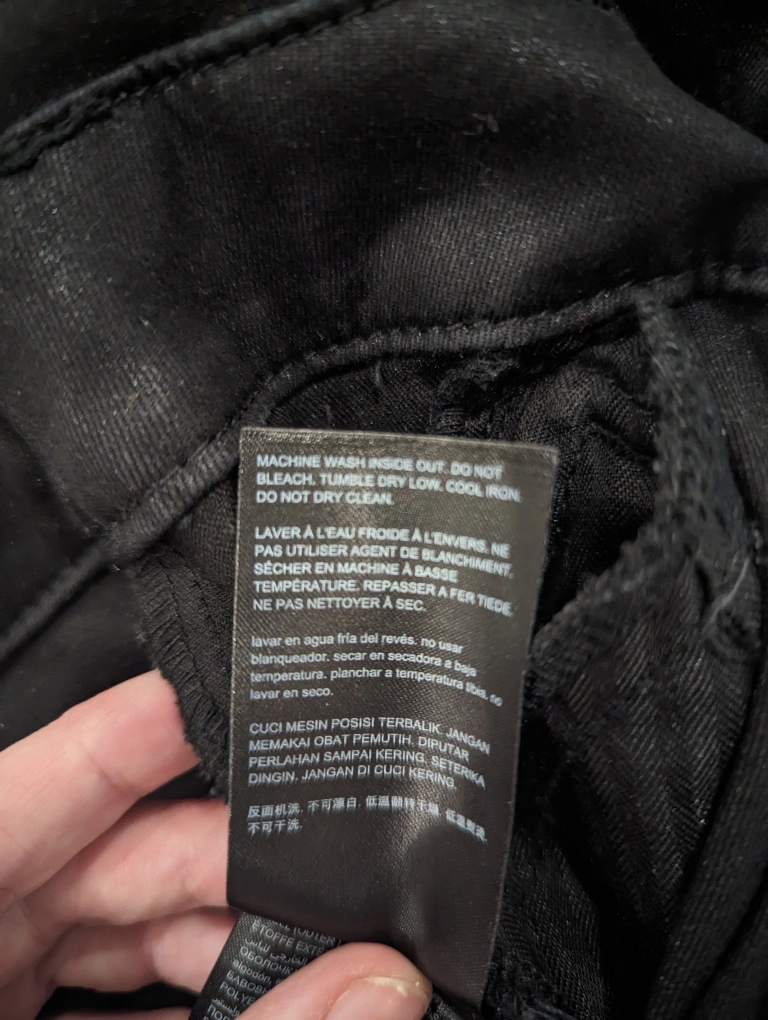 MACHINE WASH INSIDE OUT. DO NOT
BLEACH. TUMBLE DRY LOW. COOL IRON.
DO NOT DRY CLEAN.
LAVER À L'EAU FROIDE À L'ENVERS. NE
PAS UTILISER AGENT DE BLANCHIMENT.
SÉCHER EN MACHINE À BASSE
TEMPÉRATURE. REPASSER A FER TIEDE.
NE PAS NETTOYER À SEC.
lavar en agua fría del revés. no usar
blanqueador. secar en secadora a baja
temperatura. planchar a temperatura tibia. no
lavar en seco.
CUCI MESIN POSISI TERBALIK. JANGAN
MEMAKAI OBAT PEMUTIH. DIPUTAR
PERLAHAN SAMPAI KERING. SETERIKA
DINGIN. JANGAN DI CUCI KERING.
反面机洗. 不可漂白. 低温翻转干燥. 低温熨烫.
不可干洗.
ÉTOFFE